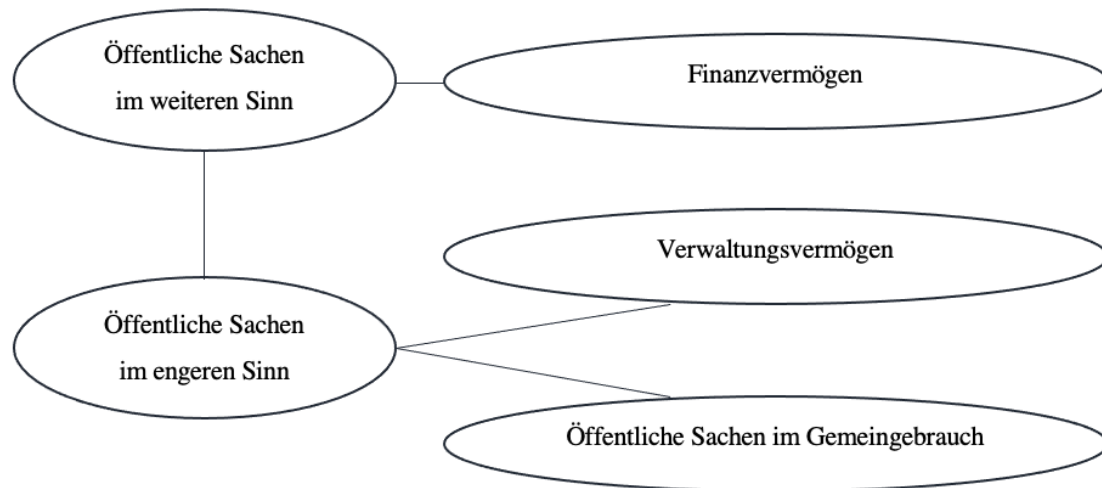 Öffentliche Sachen
im weiteren Sinn
Finanzvermögen
Verwaltungsvermögen
Öffentliche Sachen
im engeren Sinn
Öffentliche Sachen im Gemeingebrauch